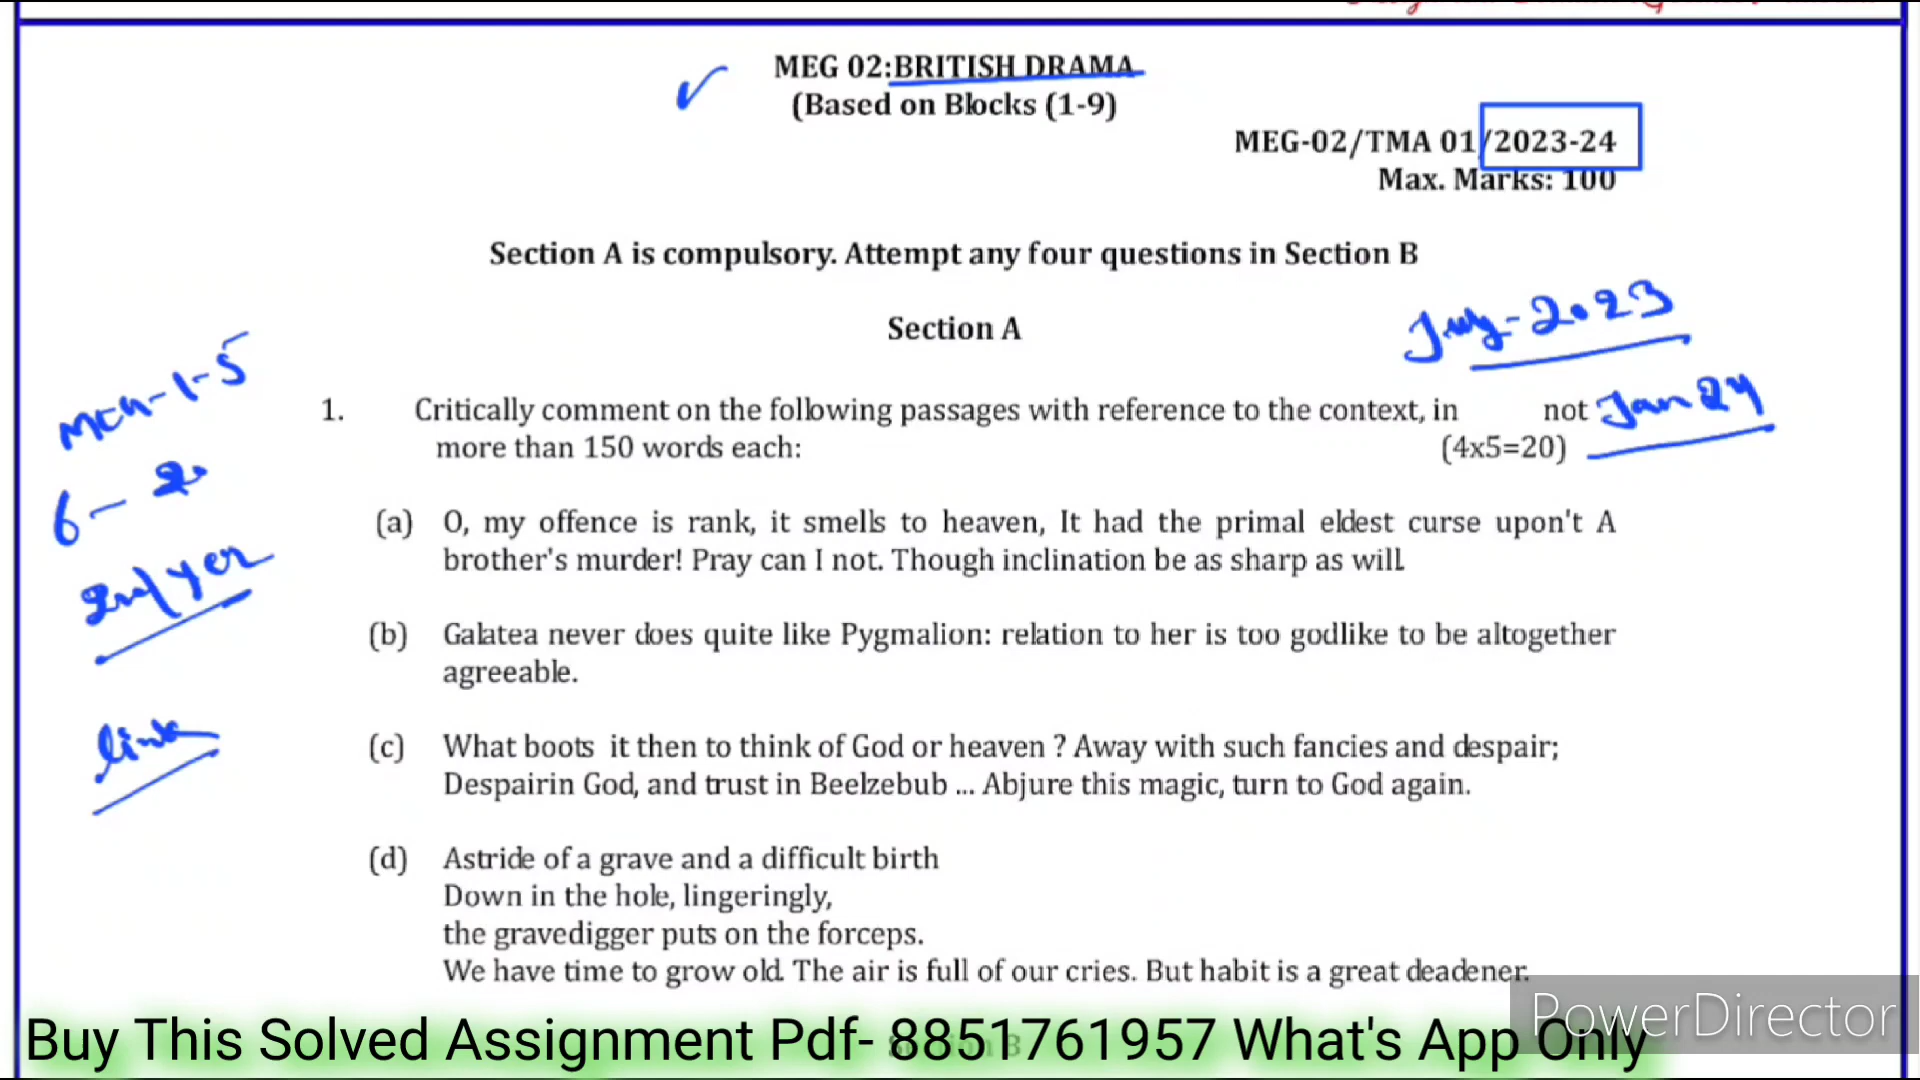 MEG 02:BRITISH DRAMA
(Based on Blocks (1-9)
MEG-02/TMA 01/2023-24
Max. Marks: 100
Section A is compulsory. Attempt any four questions in Section B
July-2023
Section A
MEG-1-5
1. Critically comment on the following passages with reference to the context, in not
Jan 24
more than 150 words each: (4x5=20)
6-
(a) O, my offence is rank, it smells to heaven, It had the primal eldest curse upon't A
brother's murder! Pray can I not. Though inclination be as sharp as will.
(b) Galatea never does quite like Pygmalion: relation to her is too godlike to be altogether
agreeable.
link
(c) What boots it then to think of God or heaven ? Away with such fancies and despair;
Despairin God, and trust in Beelzebub ... Abjure this magic, turn to God again.
(d) Astride of a grave and a difficult birth
Down in the hole, lingeringly,
the gravedigger puts on the forceps.
We have time to grow old. The air is full of our cries. But habit is a great deadener.
PowerDirector
Buy This Solved Assignment Pdf- 8851761957 What's App Only